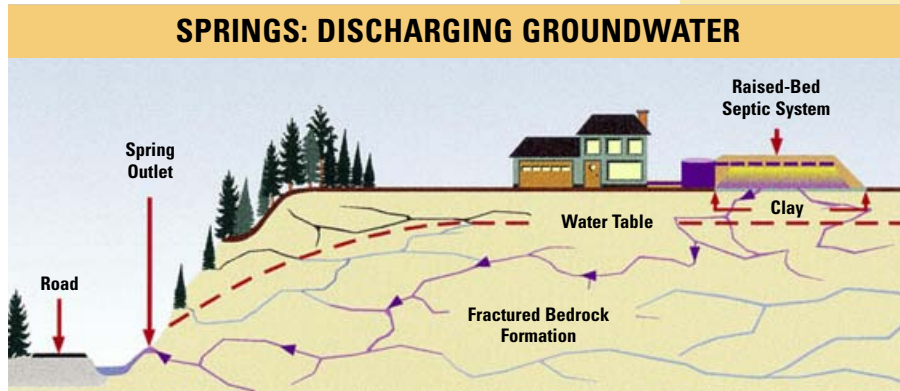 SPRINGS: DISCHARGING GROUNDWATER
Raised-Bed
Septic System
Spring
Outlet
Clay
Water Table
Road
Fractured Bedrock
Formation